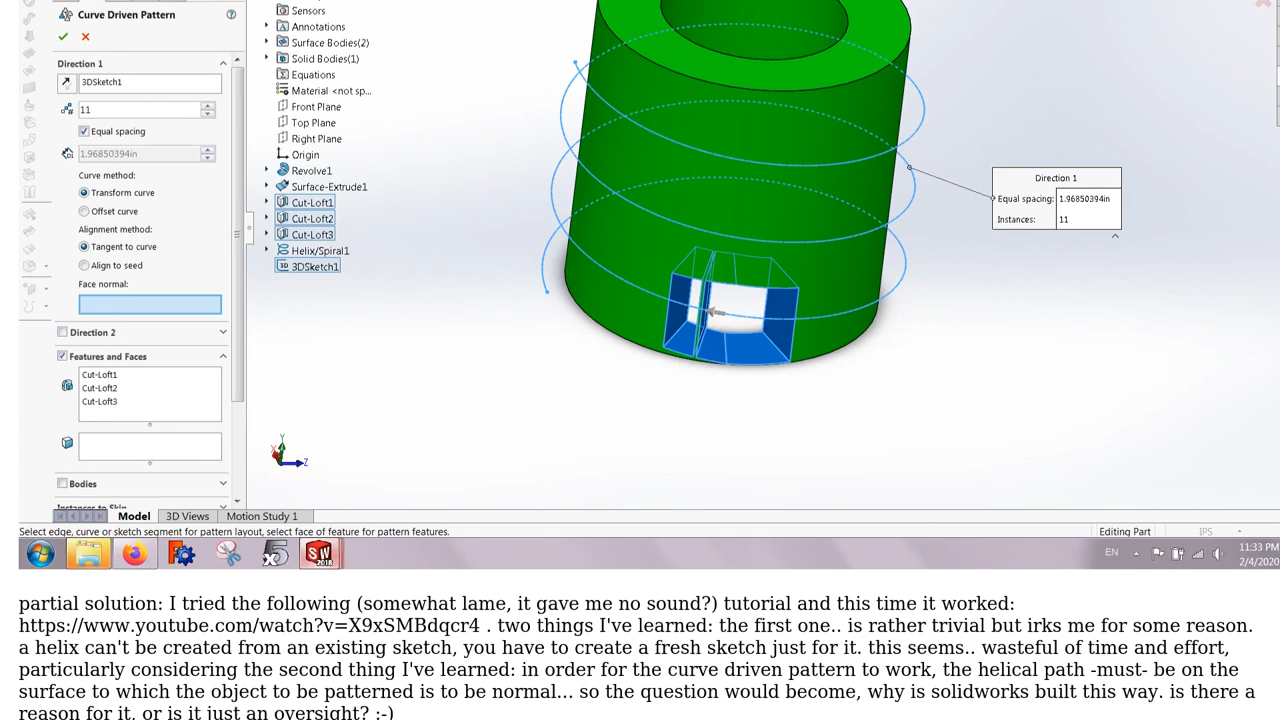 Curve Driven Pattern
Direction 1
3DSketch1
11
Equal spacing
1.96850394in
Curve method:
Transform curve
Offset curve
Alignment method:
Tangent to curve
Align to seed
Face normal:
Direction 2
Features and Faces
Cut-Loft1
Cut-Loft2
Cut-Loft3
Bodies
Instances to Skip
Sensors
Annotations
Surface Bodies(2)
Solid Bodies(1)
Equations
Material <not sp...
Front Plane
Top Plane
Right Plane
Origin
Revolve1
Surface-Extrude1
Cut-Loft1
Cut-Loft2
Cut-Loft3
Helix/Spiral1
3D 3DSketch1
Direction 1
Equal spacing: 1.96850394in
Instances: 11
Y
X
Z
Model 3D Views Motion Study 1
Select edge, curve or sketch segment for pattern layout, select face of feature for pattern features. Editing Part IPS -
x5 SW 2018 EN 11:33 PM
2/4/2020
partial solution: I tried the following (somewhat lame, it gave me no sound?) tutorial and this time it worked:
https://www.youtube.com/watch?v=X9xSMBdqcr4 . two things I've learned: the first one.. is rather trivial but irks me for some reason.
a helix can't be created from an existing sketch, you have to create a fresh sketch just for it. this seems.. wasteful of time and effort,
particularly considering the second thing I've learned: in order for the curve driven pattern to work, the helical path -must- be on the
surface to which the object to be patterned is to be normal... so the question would become, why is solidworks built this way. is there a
reason for it, or is it just an oversight? :-)